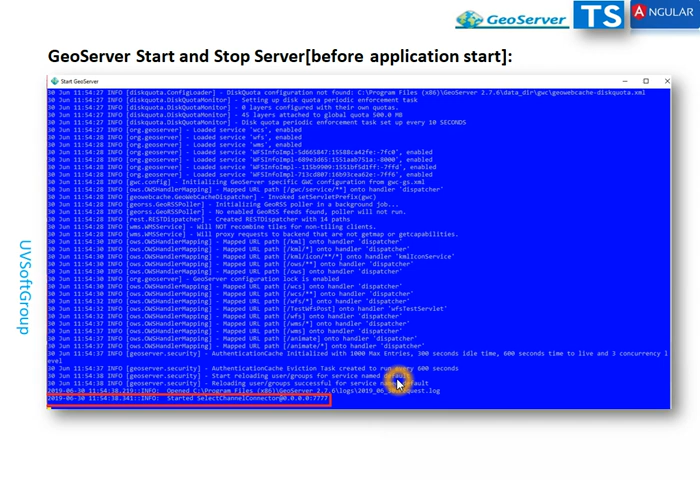 GeoServer
TS
ANGULAR
GeoServer Start and Stop Server[before application start]:
Start GeoServer
30 Jun 11:54:27 INFO [diskquota.ConfigLoader] - DiskQuota configuration not found: C:\Program Files (x86)\GeoServer 2.7.6\data_dir\gwc\geowebcache-diskquota.xml
30 Jun 11:54:27 INFO [diskquota.DiskQuotaMonitor] - Setting up disk quota periodic enforcement task
30 Jun 11:54:27 INFO [diskquota.DiskQuotaMonitor] - 0 layers configured with their own quotas.
30 Jun 11:54:27 INFO [diskquota.DiskQuotaMonitor] - 45 layers attached to global quota 500.0 MB
30 Jun 11:54:27 INFO [diskquota.DiskQuotaMonitor] - Disk quota periodic enforcement task set up every 10 SECONDS
30 Jun 11:54:28 INFO [org.geoserver] - Loaded service 'wcs', enabled
30 Jun 11:54:28 INFO [org.geoserver] - Loaded service 'wfs', enabled
30 Jun 11:54:28 INFO [org.geoserver] - Loaded service 'wms', enabled
30 Jun 11:54:28 INFO [org.geoserver] - Loaded service 'WFSInfoImpl-5d665847:15588ca42fe:-7fc0', enabled
30 Jun 11:54:28 INFO [org.geoserver] - Loaded service 'WMSInfoImpl-689e3d65:1551aab751a:-8000', enabled
30 Jun 11:54:28 INFO [org.geoserver] - Loaded service 'WFSInfoImpl-115b9909:1551bf5d1ff:-7ffd', enabled
30 Jun 11:54:28 INFO [org.geoserver] - Loaded service 'WFSInfoImpl-713cd807:16b93cea62e:-7ff6', enabled
30 Jun 11:54:28 INFO [gwc.config] - Initializing GeoServer specific GWC configuration from gwc-gs.xml
30 Jun 11:54:28 INFO [ows.OWSHandlerMapping] - Mapped URL path [/gwc/service/**] onto handler 'dispatcher'
30 Jun 11:54:28 INFO [geowebcache.GeoWebCacheDispatcher] - Invoked setServletPrefix(gwc)
30 Jun 11:54:28 INFO [georss.GeoRSSPoller] - Initializing GeoRSS poller in a background job...
30 Jun 11:54:28 INFO [georss.GeoRSSPoller] - No enabled GeoRSS feeds found, poller will not run.
30 Jun 11:54:31 INFO [rest.RESTDispatcher] - Created RESTDispatcher with 14 paths
30 Jun 11:54:31 INFO [wms.WMSService] - Will NOT recombine tiles for non-tiling clients.
30 Jun 11:54:31 INFO [wms.WMSService] - Will proxy requests to backend that are not getmap or getcapabilities.
30 Jun 11:54:31 INFO [ows.OWSHandlerMapping] - Mapped URL path [/kml] onto handler 'dispatcher'
30 Jun 11:54:31 INFO [ows.OWSHandlerMapping] - Mapped URL path [/kml/*] onto handler 'dispatcher'
30 Jun 11:54:31 INFO [ows.OWSHandlerMapping] - Mapped URL path [/kml/icon/**/*] onto handler 'kmlIconService'
30 Jun 11:54:31 INFO [ows.OWSHandlerMapping] - Mapped URL path [/ows/**] onto handler 'dispatcher'
30 Jun 11:54:31 INFO [ows.OWSHandlerMapping] - Mapped URL path [/ows] onto handler 'dispatcher'
30 Jun 11:54:31 INFO [org.geoserver] - GeoServer configuration lock is enabled
30 Jun 11:54:32 INFO [ows.OWSHandlerMapping] - Mapped URL path [/wcs] onto handler 'dispatcher'
30 Jun 11:54:32 INFO [ows.OWSHandlerMapping] - Mapped URL path [/wcs/**] onto handler 'dispatcher'
30 Jun 11:54:32 INFO [ows.OWSHandlerMapping] - Mapped URL path [/wfs/*] onto handler 'dispatcher'
30 Jun 11:54:32 INFO [ows.OWSHandlerMapping] - Mapped URL path [/TestWfsPost] onto handler 'wfsTestServlet'
30 Jun 11:54:37 INFO [ows.OWSHandlerMapping] - Mapped URL path [/wfs] onto handler 'dispatcher'
30 Jun 11:54:37 INFO [ows.OWSHandlerMapping] - Mapped URL path [/wms/*] onto handler 'dispatcher'
30 Jun 11:54:37 INFO [ows.OWSHandlerMapping] - Mapped URL path [/wms] onto handler 'dispatcher'
30 Jun 11:54:37 INFO [ows.OWSHandlerMapping] - Mapped URL path [/animate] onto handler 'dispatcher'
30 Jun 11:54:37 INFO [ows.OWSHandlerMapping] - Mapped URL path [/animate/*] onto handler 'dispatcher'
30 Jun 11:54:37 INFO [geoserver.security] - AuthenticationCache Initialized with 1000 Max Entries, 300 seconds idle time, 600 seconds time to live and 3 concurrency l
evel
30 Jun 11:54:37 INFO [geoserver.security] - AuthenticationCache Eviction Task created to run every 600 seconds
30 Jun 11:54:38 INFO [geoserver.security] - Start reloading user/groups for service named default
30 Jun 11:54:38 INFO [geoserver.security] - Reloading user/groups successful for service named default
2019-06-30 11:54:38.219::INFO: Opened C:\Program Files (x86)\GeoServer 2.7.6\logs\2019_06_30.request.log
2019-06-30 11:54:38.341::INFO: Started SelectChannelConnector@0.0.0.0:7777
UVSoftGroup